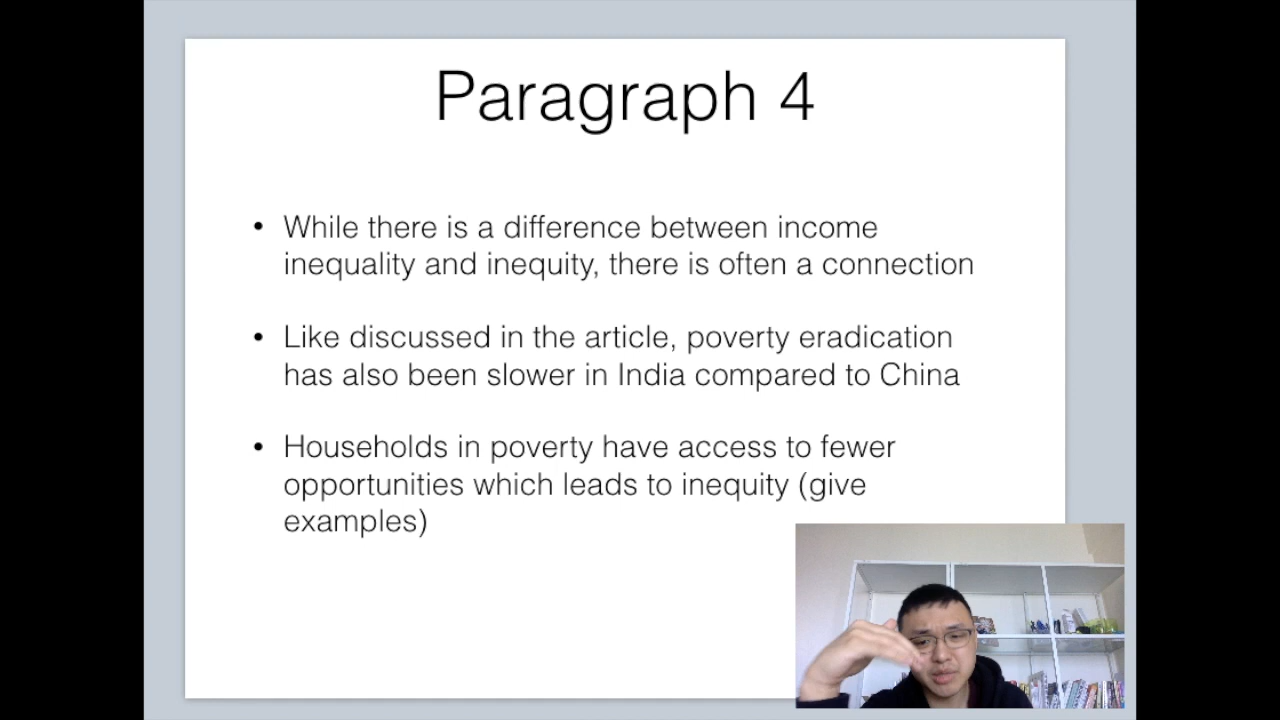 Paragraph 4
• While there is a difference between income
inequality and inequity, there is often a connection
• Like discussed in the article, poverty eradication
has also been slower in India compared to China
• Households in poverty have access to fewer
opportunities which leads to inequity (give
examples)